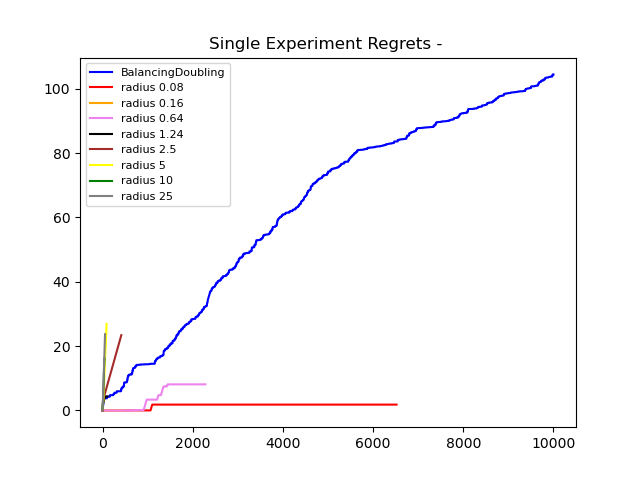 Single Experiment Regrets -
BalancingDoubling
radius 0.08
radius 0.16
radius 0.64
radius 1.24
radius 2.5
radius 5
radius 10
radius 25
100
80
60
40
20
0
0 2000 4000 6000 8000 10000